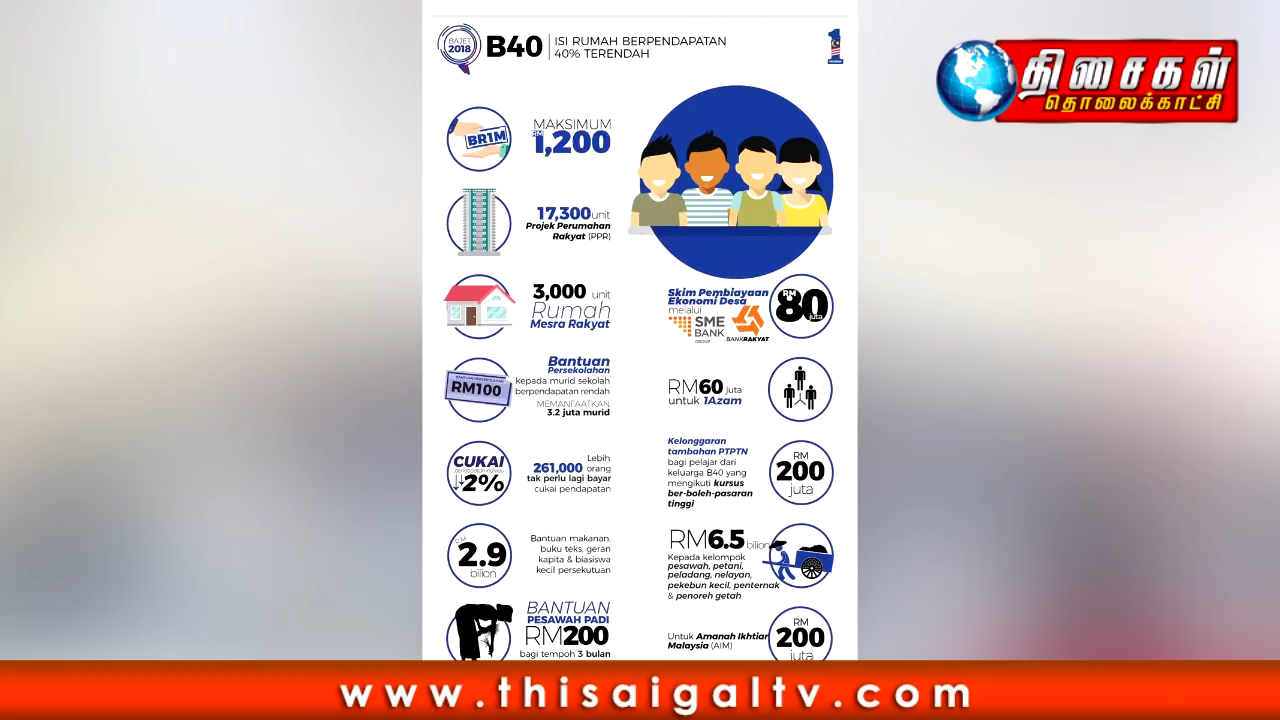 BAJET
2018
B40
ISI RUMAH BERPENDAPATAN
40% TERENDAH
1
திசைகள்
தொலைக்காட்சி
BR1M
MAKSIMUM
RM
1,200
17,300 unit
Projek Perumahan
Rakyat (PPR)
3,000 unit
Rumah
Mesra Rakyat
RM100
Bantuan
Persekolahan
kepada murid sekolah
berpendapatan rendah
MEMANFAATKAN
3.2 juta murid
CUKAI
pendapatan individu
2%
Lebih
261,000 orang
tak perlu lagi bayar
cukai pendapatan
RM
2.9
bilion
Bantuan makanan,
buku teks, geran
kapita & biasiswa
kecil persekutuan
BANTUAN
PESAWAH PADI
RM200
bagi tempoh 3 bulan
Skim Pembiayaan
Ekonomi Desa
melalui
SME
BANK
GROUP
BANKRAKYAT
RM
80
juta
RM60 juta
untuk 1Azam
Kelonggaran
tambahan PTPTN
bagi pelajar dari
keluarga B40 yang
mengikuti kursus
ber-boleh-pasaran
tinggi
RM
200
juta
RM6.5 bilion
Kepada kelompok
pesawah, petani,
peladang, nelayan,
pekebun kecil, penternak
& penoreh getah
Untuk Amanah Ikhtiar
Malaysia (AIM)
RM
200
juta
www.thisaigaltv.com